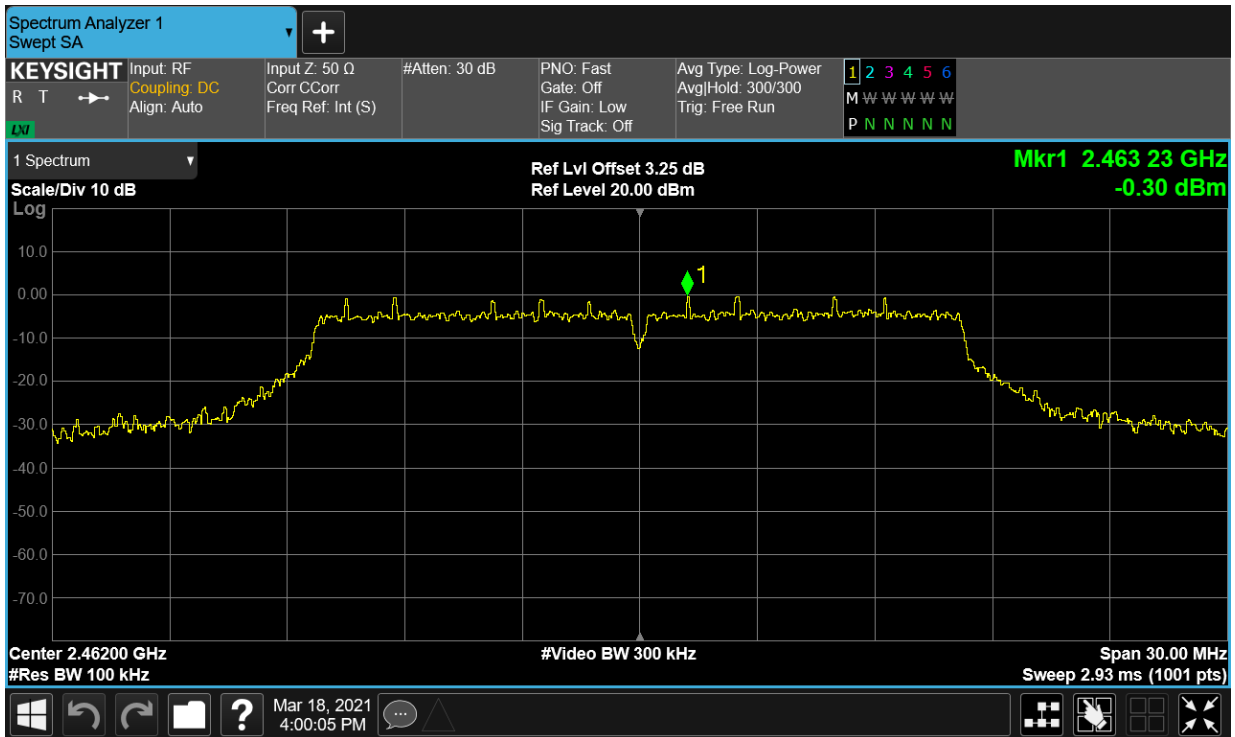 Spectrum Analyzer 1
Swept SA
+
KEYSIGHT
R T
LXI
Input: RF
Coupling: DC
Align: Auto
Input Z: 50 Ω
Corr CCorr
Freq Ref: Int (S)
#Atten: 30 dB
PNO: Fast
Gate: Off
IF Gain: Low
Sig Track: Off
Avg Type: Log-Power
Avg|Hold: 300/300
Trig: Free Run
1 2 3 4 5 6
M W W W W W
P N N N N N
1 Spectrum
Scale/Div 10 dB
Log
Ref Lvl Offset 3.25 dB
Ref Level 20.00 dBm
Mkr1 2.463 23 GHz
-0.30 dBm
1
10.0
0.00
-10.0
-20.0
-30.0
-40.0
-50.0
-60.0
-70.0
Center 2.46200 GHz
#Res BW 100 kHz
#Video BW 300 kHz
Span 30.00 MHz
Sweep 2.93 ms (1001 pts)
?
Mar 18, 2021
4:00:05 PM